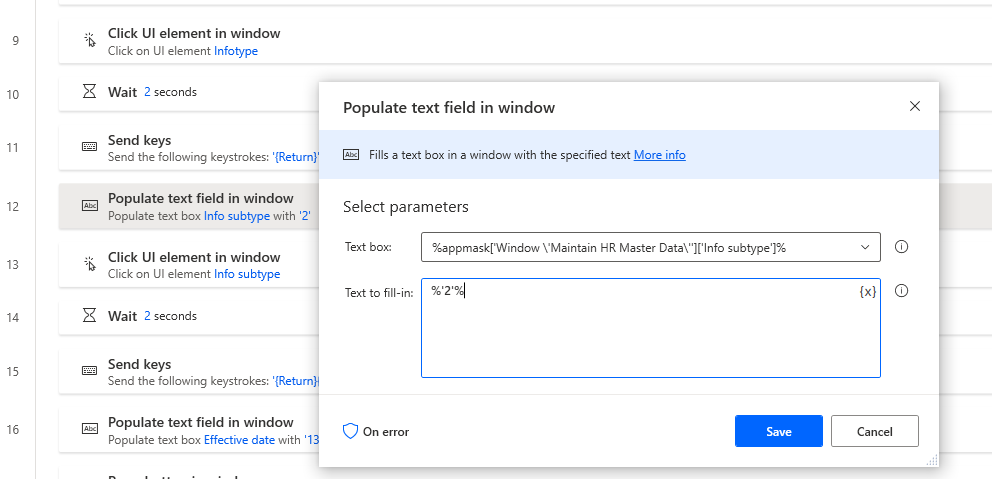 9
Click UI element in window
Click on UI element Infotype
10
Wait 2 seconds
11
Send keys
Send the following keystrokes: '{Return}'
12
Populate text field in window
Populate text box Info subtype with '2'
13
Click UI element in window
Click on UI element Info subtype
14
Wait 2 seconds
15
Send keys
Send the following keystrokes: '{Return}{
16
Populate text field in window
Populate text box Effective date with '13
Populate text field in window
Abc Fills a text box in a window with the specified text More info
Select parameters
Text box: %appmask['Window \'Maintain HR Master Data\'']['Info subtype']%
Text to fill-in: %'2'% {x}
On error
Save
Cancel